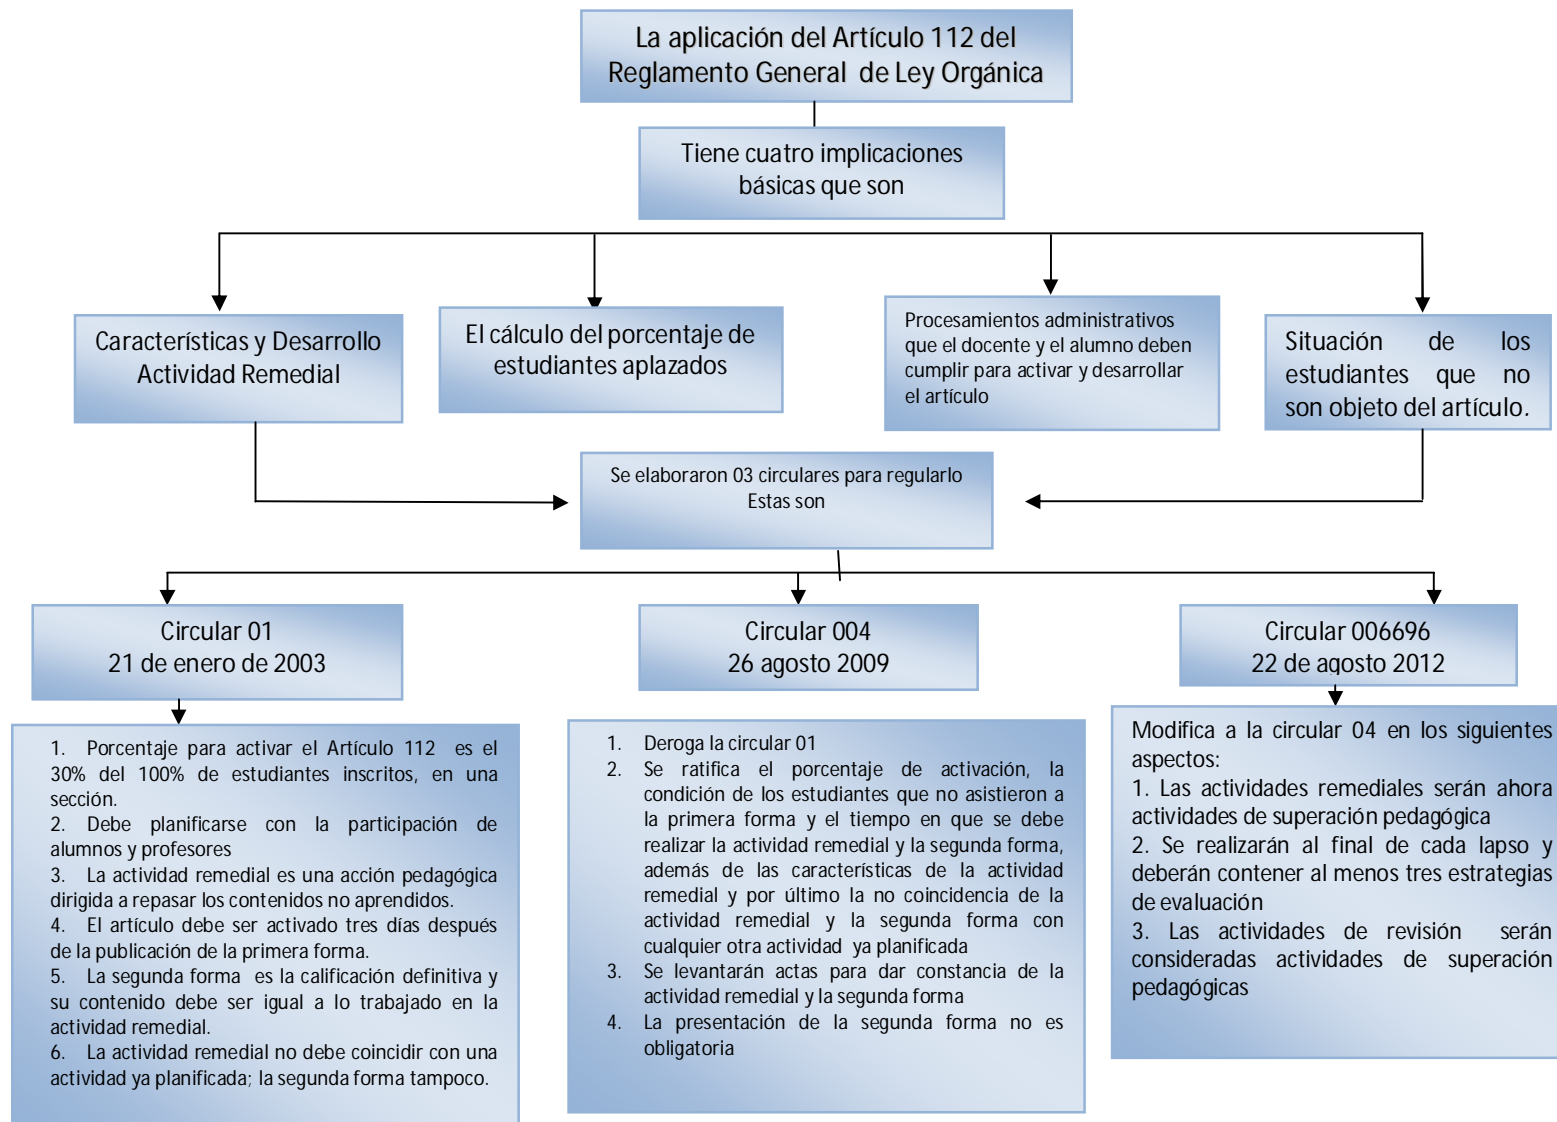 La aplicación del Artículo 112 del
Reglamento General de Ley Orgánica
Tiene cuatro implicaciones
básicas que son
Características y Desarrollo
Actividad Remedial
El cálculo del porcentaje de
estudiantes aplazados
Procesamientos administrativos
que el docente y el alumno deben
cumplir para activar y desarrollar
el artículo
Situación de los
estudiantes que no
son objeto del artículo.
Se elaboraron 03 circulares para regularlo
Estas son
Circular 01
21 de enero de 2003
Circular 004
26 agosto 2009
Circular 006696
22 de agosto 2012
1. Porcentaje para activar el Artículo 112 es el
30% del 100% de estudiantes inscritos, en una
sección.
2. Debe planificarse con la participación de
alumnos y profesores
3. La actividad remedial es una acción pedagógica
dirigida a repasar los contenidos no aprendidos.
4. El artículo debe ser activado tres días después
de la publicación de la primera forma.
5. La segunda forma es la calificación definitiva y
su contenido debe ser igual a lo trabajado en la
actividad remedial.
6. La actividad remedial no debe coincidir con una
actividad ya planificada; la segunda forma tampoco.
1. Deroga la circular 01
2. Se ratifica el porcentaje de activación, la
condición de los estudiantes que no asistieron a
la primera forma y el tiempo en que se debe
realizar la actividad remedial y la segunda forma,
además de las características de la actividad
remedial y por último la no coincidencia de la
actividad remedial y la segunda forma con
cualquier otra actividad ya planificada
3. Se levantarán actas para dar constancia de la
actividad remedial y la segunda forma
4. La presentación de la segunda forma no es
obligatoria
Modifica a la circular 04 en los siguientes
aspectos:
1. Las actividades remediales serán ahora
actividades de superación pedagógica
2. Se realizarán al final de cada lapso y
deberán contener al menos tres estrategias
de evaluación
3. Las actividades de revisión serán
consideradas actividades de superación
pedagógicas